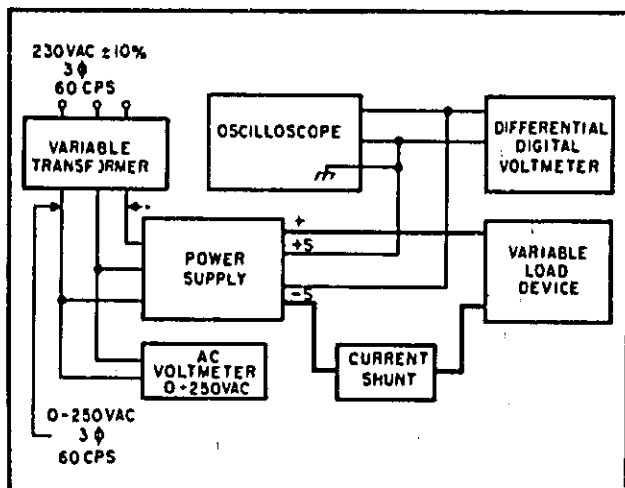 230VAC ±10%
3 ϕ
60 CPS
VARIABLE
TRANSFORMER
OSCILLOSCOPE
DIFFERENTIAL
DIGITAL
VOLTMETER
POWER
SUPPLY
+
+S
-S
VARIABLE
LOAD
DEVICE
AC
VOLTMETER
0-250VAC
CURRENT
SHUNT
0-250VAC
3 ϕ
60 CPS